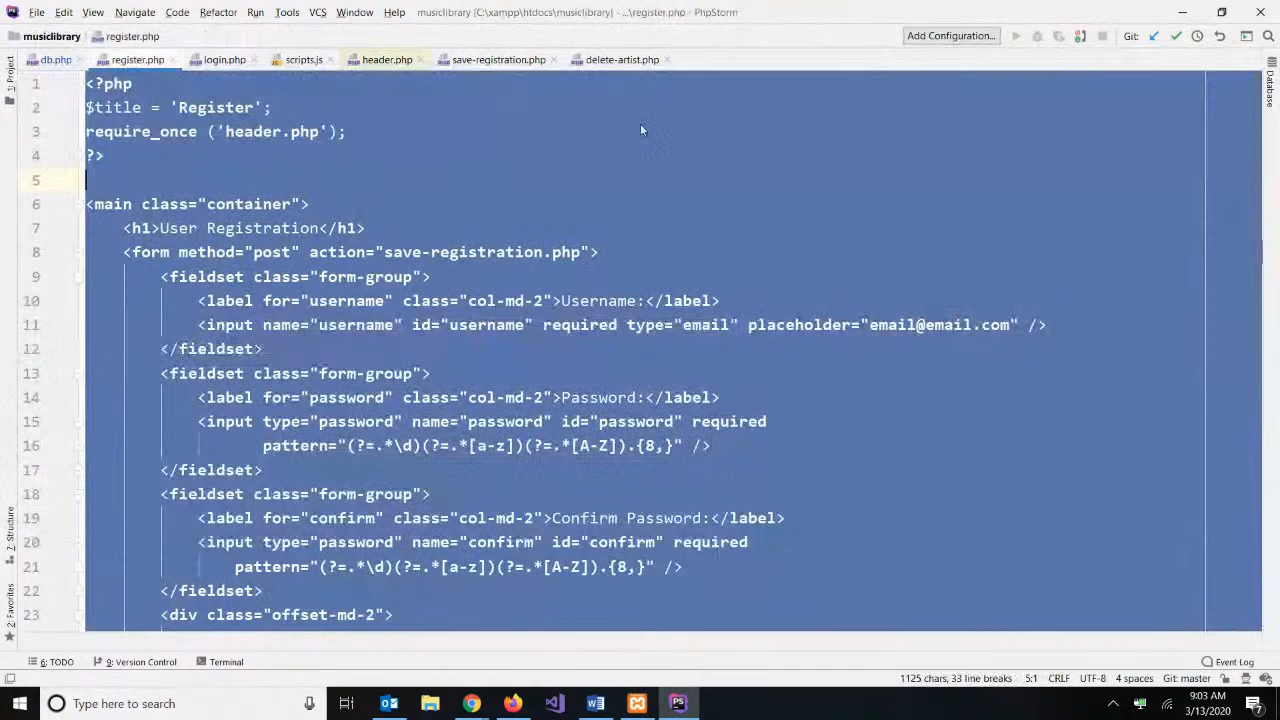 File Edit View Navigate Code Refactor Run Tools VCS Window Help musiclibrary [C:\xampp\htdocs\musiclibrary] - ...\register.php - PhpStorm
musiclibrary register.php Add Configuration... Git:
db.php register.php login.php scripts.js header.php save-registration.php delete-artist.php
1: Project
Database
1 <?php
2 $title = 'Register';
3 require_once ('header.php');
4 ?>
5
6 <main class="container">
7 <h1>User Registration</h1>
8 <form method="post" action="save-registration.php">
9 <fieldset class="form-group">
10 <label for="username" class="col-md-2">Username:</label>
11 <input name="username" id="username" required type="email" placeholder="email@email.com" />
12 </fieldset>
13 <fieldset class="form-group">
14 <label for="password" class="col-md-2">Password:</label>
15 <input type="password" name="password" id="password" required
16 pattern="(?=.*\d)(?=.*[a-z])(?=.*[A-Z]).{8,}" />
17 </fieldset>
18 <fieldset class="form-group">
19 <label for="confirm" class="col-md-2">Confirm Password:</label>
20 <input type="password" name="confirm" id="confirm" required
21 pattern="(?=.*\d)(?=.*[a-z])(?=.*[A-Z]).{8,}" />
22 </fieldset>
23 <div class="offset-md-2">
7: Structure
2: Favorites
6: TODO 9: Version Control Terminal Event Log
1125 chars, 33 line breaks 5:1 CRLF UTF-8 4 spaces Git: master
Type here to search
9:03 AM
3/13/2020
7